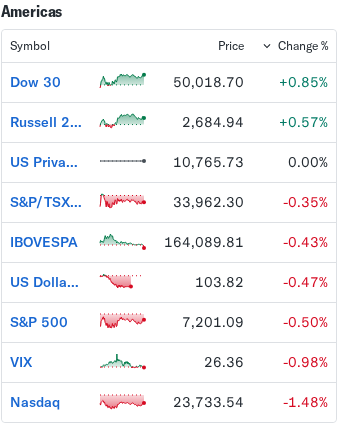 Americas
Symbol Price Change %
Dow 30 50,018.70 +0.85%
Russell 2... 2,684.94 +0.57%
US Priva... 10,765.73 0.00%
S&P/TSX... 33,962.30 -0.35%
IBOVESPA 164,089.81 -0.43%
US Dolla... 103.82 -0.47%
S&P 500 7,201.09 -0.50%
VIX 26.36 -0.98%
Nasdaq 23,733.54 -1.48%